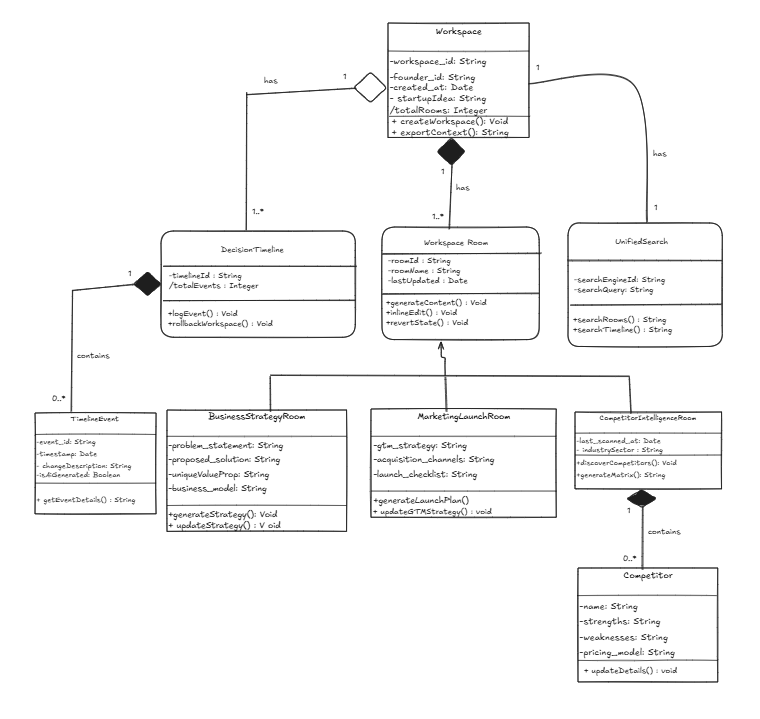 Workspace
-workspace_id: String
-founder_id: String
-created_at: Date
- startupIdea: String
/totalRooms: Integer
+ createWorkspace(): Void
+ exportContext(): String
has
1
1..*
1
has
1..*
1
has
1
DecisionTimeline
-timelineId : String
/totalEvents : Integer
+logEvent() : Void
+rollbackWorkspace() : Void
Workspace Room
-roomId : String
-roomName : String
-lastUpdated : Date
+generateContent() : Void
+inlineEdit() : Void
+revertState() : Void
UnifiedSearch
-searchEngineId: String
-searchQuery: String
+searchRooms() : String
+searchTimeline() : String
1
contains
0..*
TimelineEvent
-event_id: String
-timestamp: Date
- changeDescription: String
-isAiGenerated: Boolean
+ getEventDetails() : String
BusinessStrategyRoom
-problem_statement: String
-proposed_solution: String
-uniqueValueProp: String
-business_model: String
+generateStrategy(): Void
+ updateStrategy() : V oid
MarketingLaunchRoom
-gtm_strategy: String
-acquisition_channels: String
-launch_checklist: String
+generateLaunchPlan()
+ updateGTMStrategy() : void
CompetitorIntelligenceRoom
-last_scanned_at: Date
- industrySector : String
+discoverCompetitors(): Void
+generateMatrix(): String
1
contains
0..*
Competitor
-name: String
-strengths: String
-weaknesses: String
-pricing_model: String
+ updateDetails() : void